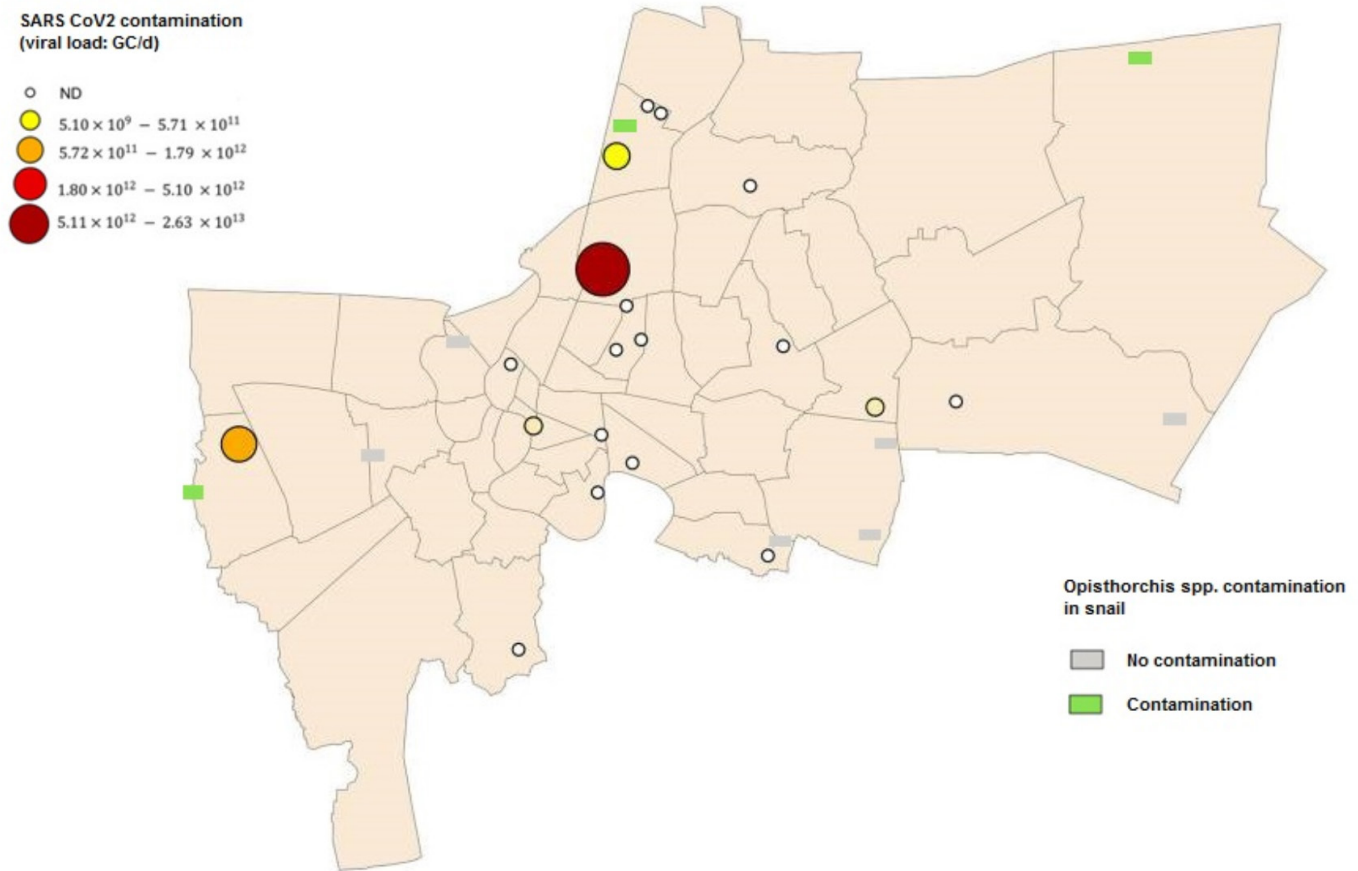 SARS CoV2 contamination
(viral load: GC/d)
ND
5.10 × 10⁹ − 5.71 × 10¹¹
5.72 × 10¹¹ − 1.79 × 10¹²
1.80 × 10¹² − 5.10 × 10¹²
5.11 × 10¹² − 2.63 × 10¹³
Opisthorchis spp. contamination
in snail
No contamination
Contamination